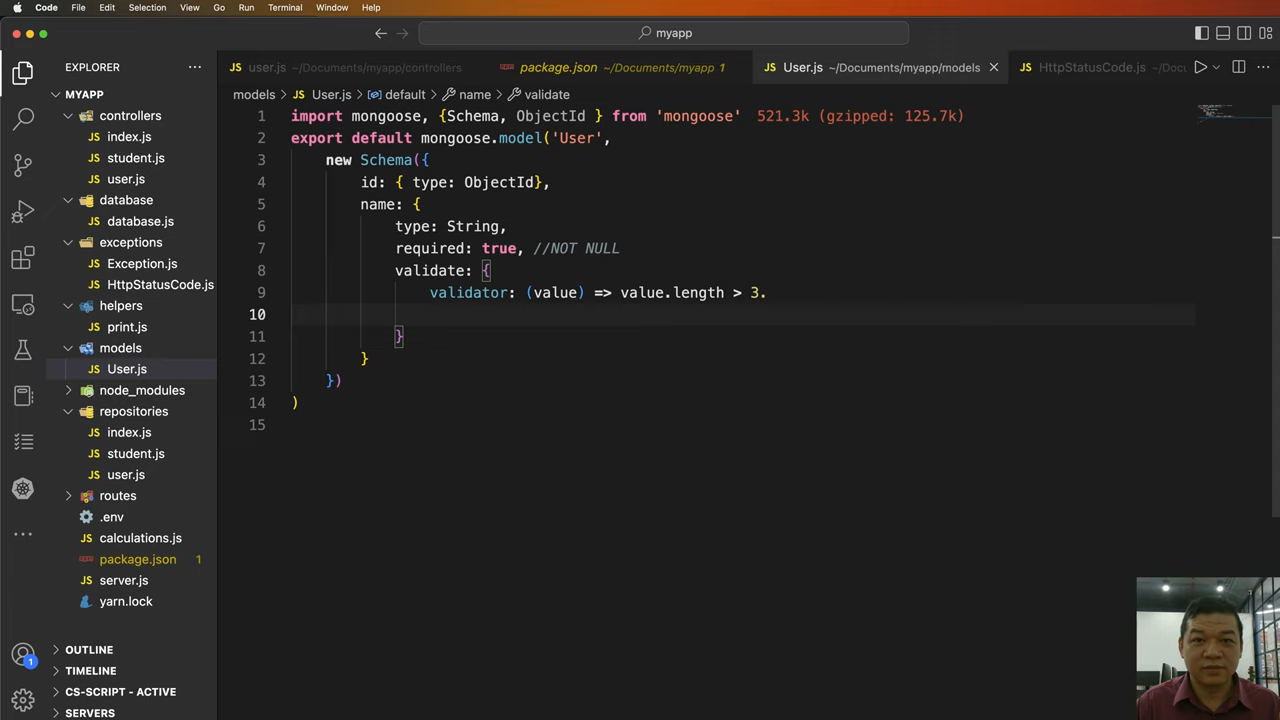 Code File Edit Selection View Go Run Terminal Window Help
myapp
EXPLORER
MYAPP
controllers
index.js
student.js
user.js
database
database.js
exceptions
Exception.js
HttpStatusCode.js
helpers
print.js
models
User.js
node_modules
repositories
index.js
student.js
user.js
routes
.env
calculations.js
package.json 1
server.js
yarn.lock
OUTLINE
TIMELINE
CS-SCRIPT - ACTIVE
SERVERS
1
JS user.js ~/Documents/myapp/controllers
package.json ~/Documents/myapp 1
JS User.js ~/Documents/myapp/models
JS HttpStatusCode.js ~/Docu
models > JS User.js > default > name > validate
1 import mongoose, {Schema, ObjectId } from 'mongoose' 521.3k (gzipped: 125.7k)
2 export default mongoose.model('User',
3 new Schema({
4 id: { type: ObjectId},
5 name: {
6 type: String,
7 required: true, //NOT NULL
8 validate: {
9 validator: (value) => value.length > 3.
10
11 }
12 }
13 })
14 )
15